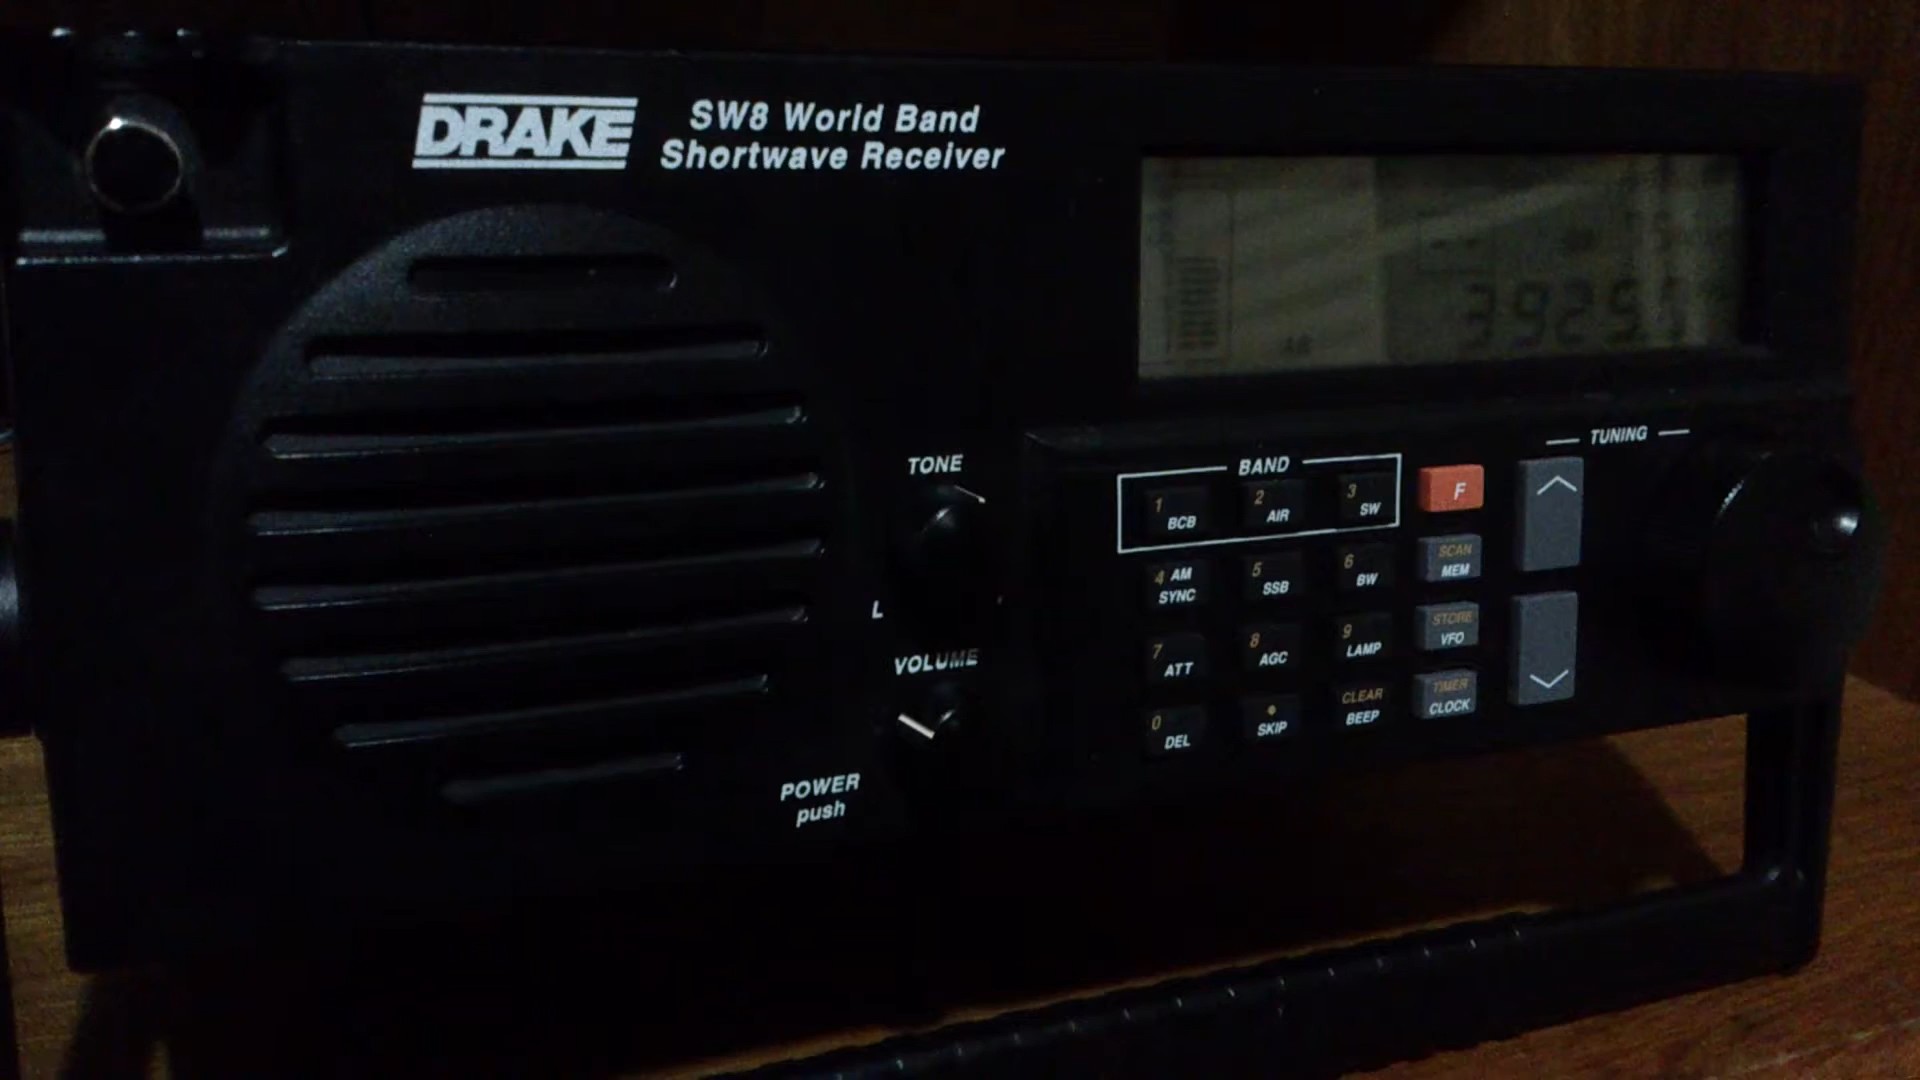 DRAKE
SW8 World Band
Shortwave Receiver
TUNING
TONE
BAND
1 BCB
2 AIR
3 SW
F
4 AM SYNC
5 SSB
6 BW
SCAN MEM
L
7 ATT
8 AGC
9 LAMP
STORE VFO
VOLUME
0 DEL
• SKIP
CLEAR BEEP
TIMER CLOCK
POWER
push